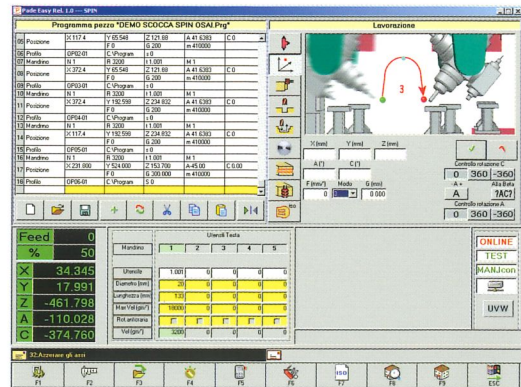 Pade Easy Rel. 1.0 --- SPIN
Programma pezzo "DEMO SCOCCA SPIN OSAI.Prg"
05 Posizione X 117.4 Y 65.548 Z 121.88 A 41.6383 C 0
F 0 G 200 m 410000
06 Profilo OP02-01 C:\Program s 0
07 Mandrino N 1 R 3200 t 1.001 M 1
08 Posizione X 372.4 Y 65.548 Z 121.88 A 41.6383 C 0
F 0 G 200 m 410000
09 Profilo OP03-01 C:\Program s 0
10 Mandrino N 1 R 3200 t 1.001 M 1
11 Posizione X 372.4 Y 192.598 Z 234.832 A 41.6383 C 0
F 0 G 200 m 410000
12 Profilo OP04-01 C:\Program s 0
13 Mandrino N 1 R 3200 t 1.001 M 1
14 Posizione X 117.4 Y 192.598 Z 234.832 A 41.6383 C 0
F 0 G 200 m 410000
15 Profilo OP05-01 C:\Program s 0
16 Mandrino N 1 R 3200 t 1.001 M 1
17 Posizione X 231.800 Y 524.000 Z 153.700 A-45.00 C 0.00
F 0 G 300.000 m 410000
18 Profilo OP06-01 C:\Program S 0
Lavorazione
3
X (mm) Y (mm) Z (mm)
A (°) C (°)
F (mm/") Modo G (mm)
0 3 0.000
Controllo rotazione C
0 360 -360
-A + Alfa Beta
A ?AC?
Controllo rotazione A
0 360 -360
Feed 0
% 50
X 34.345
Y 17.991
Z -461.798
A -110.028
C -374.760
Utensili Testa
Mandrino 1 2 3 4 5
Utensile 1.001 0 0 0 0
Diametro (mm) 20 0 0 0 0
Lunghezza (mm) 133 0 0 0 0
Max Vel (giri/") 18000 0 0 0 0
Rot.antioraria
Vel (giri/") 3200 0 0 0 0
ONLINE
TEST
MANJcon
UVW
32:Azzerare gli assi
F1 F2 F3 F4 F5 F6 F7 F8 F9 ESC
ISO